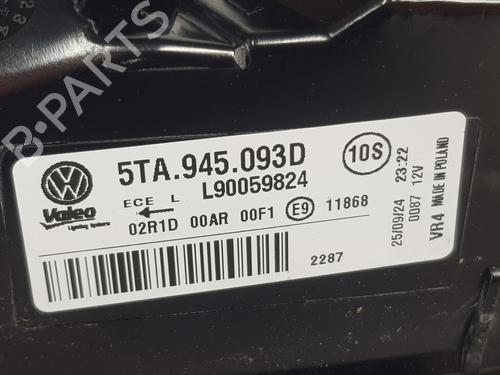 B-PARTS
5TA.945.093D
10S
L90059824
ECE L
Valeo
Lighting Systems
02R1D 00AR 00F1 E9 11868
2287
25/09/24 23:22
0087 12V
VR4 MADE IN POLAND